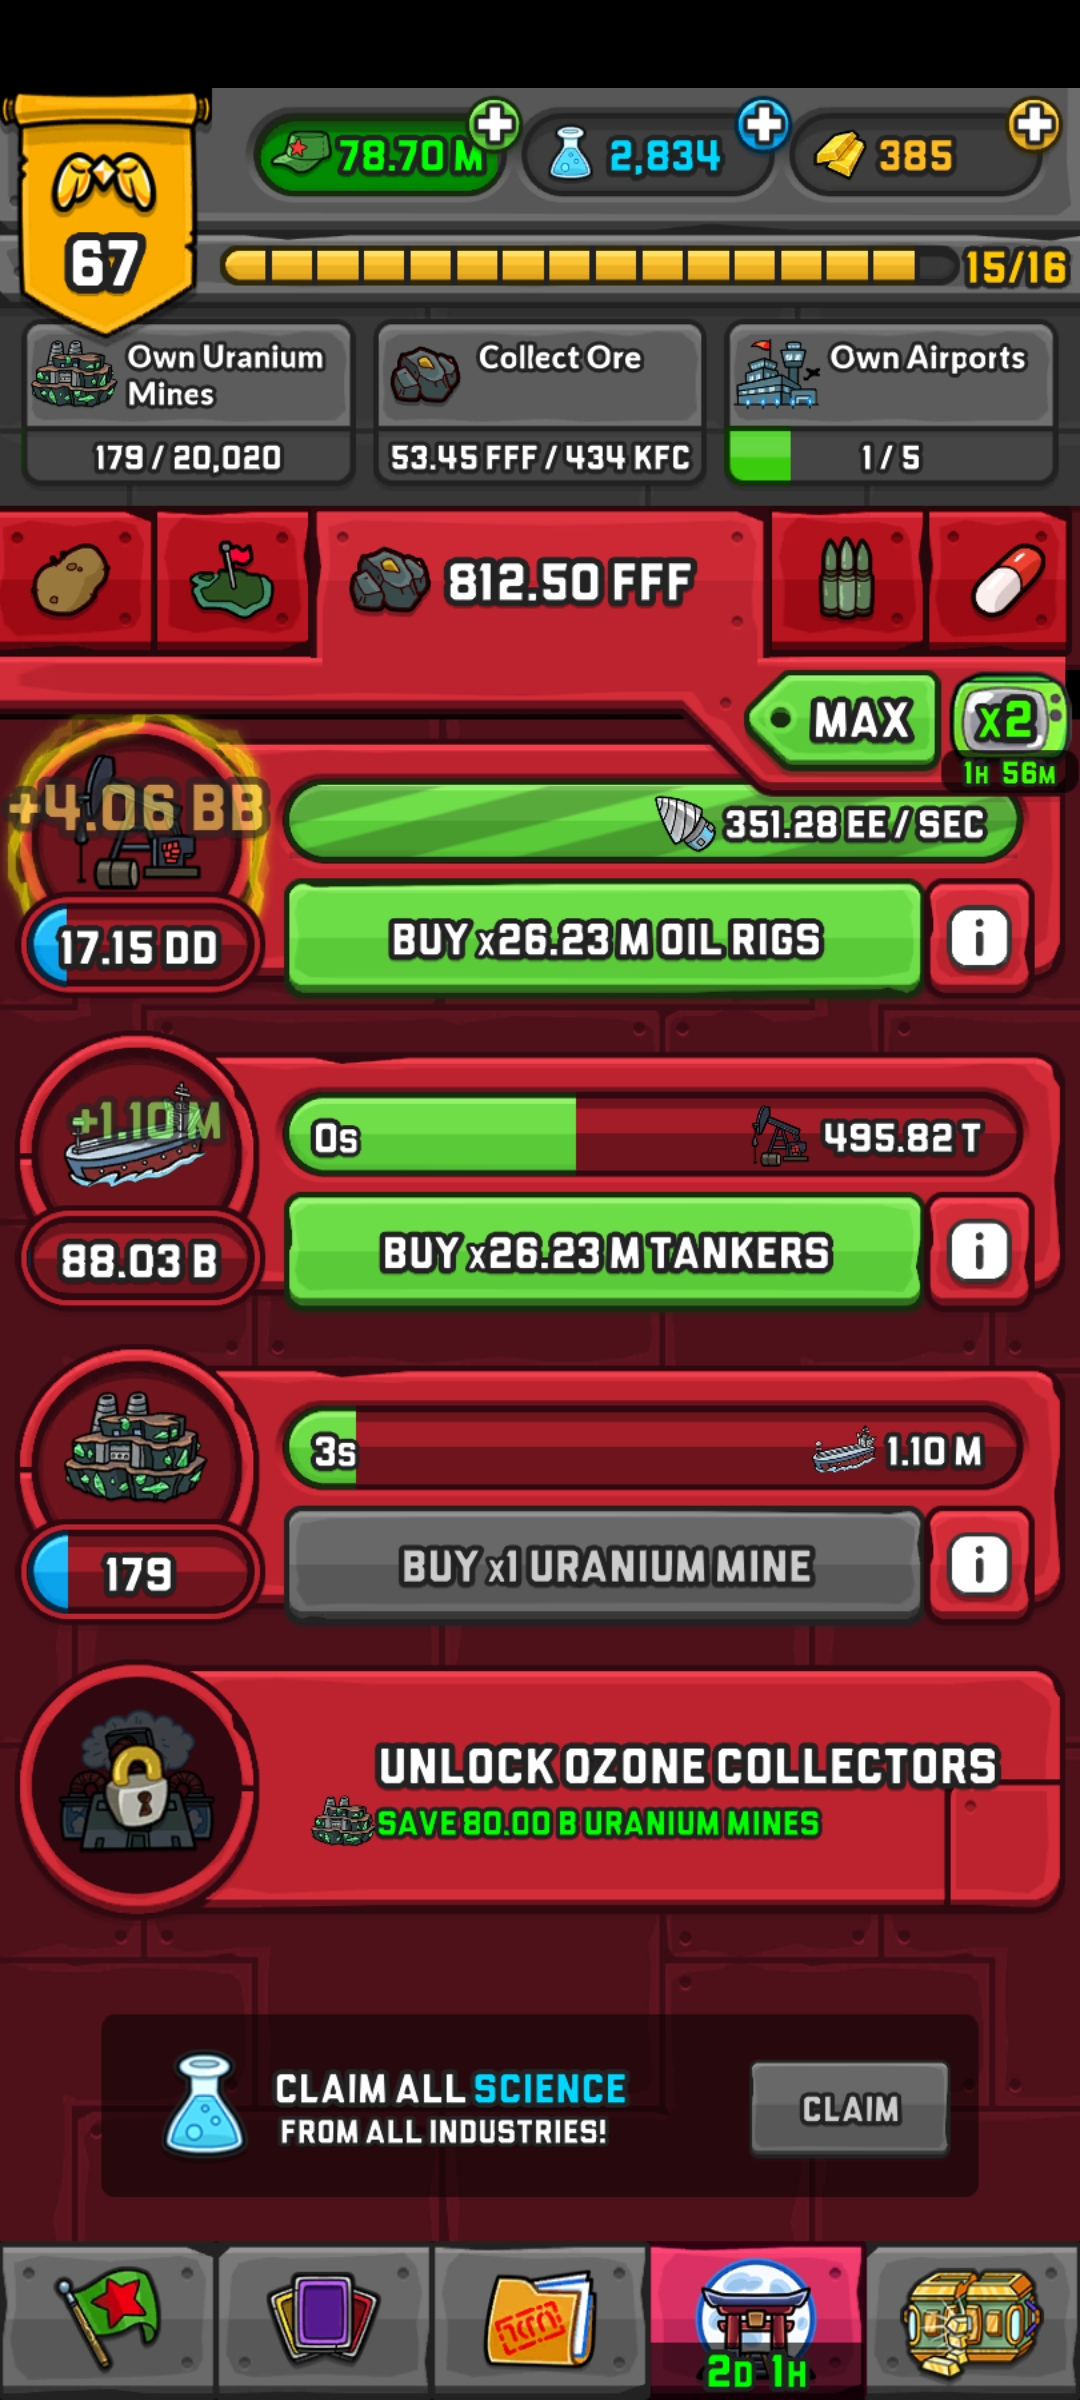 78.70 M
2,834
385
67
15/16
Own Uranium
Mines
179 / 20,020
Collect Ore
53.45 FFF / 434 KFC
Own Airports
1 / 5
812.50 FFF
MAX
x2
1H 56M
+4.06 BB
351.28 EE / SEC
17.15 DD
BUY x26.23 M OIL RIGS
i
+1.10 M
0s
495.82 T
88.03 B
BUY x26.23 M TANKERS
i
3s
1.10 M
179
BUY x1 URANIUM MINE
i
UNLOCK OZONE COLLECTORS
SAVE 80.00 B URANIUM MINES
CLAIM ALL SCIENCE
FROM ALL INDUSTRIES!
CLAIM
2D 1H